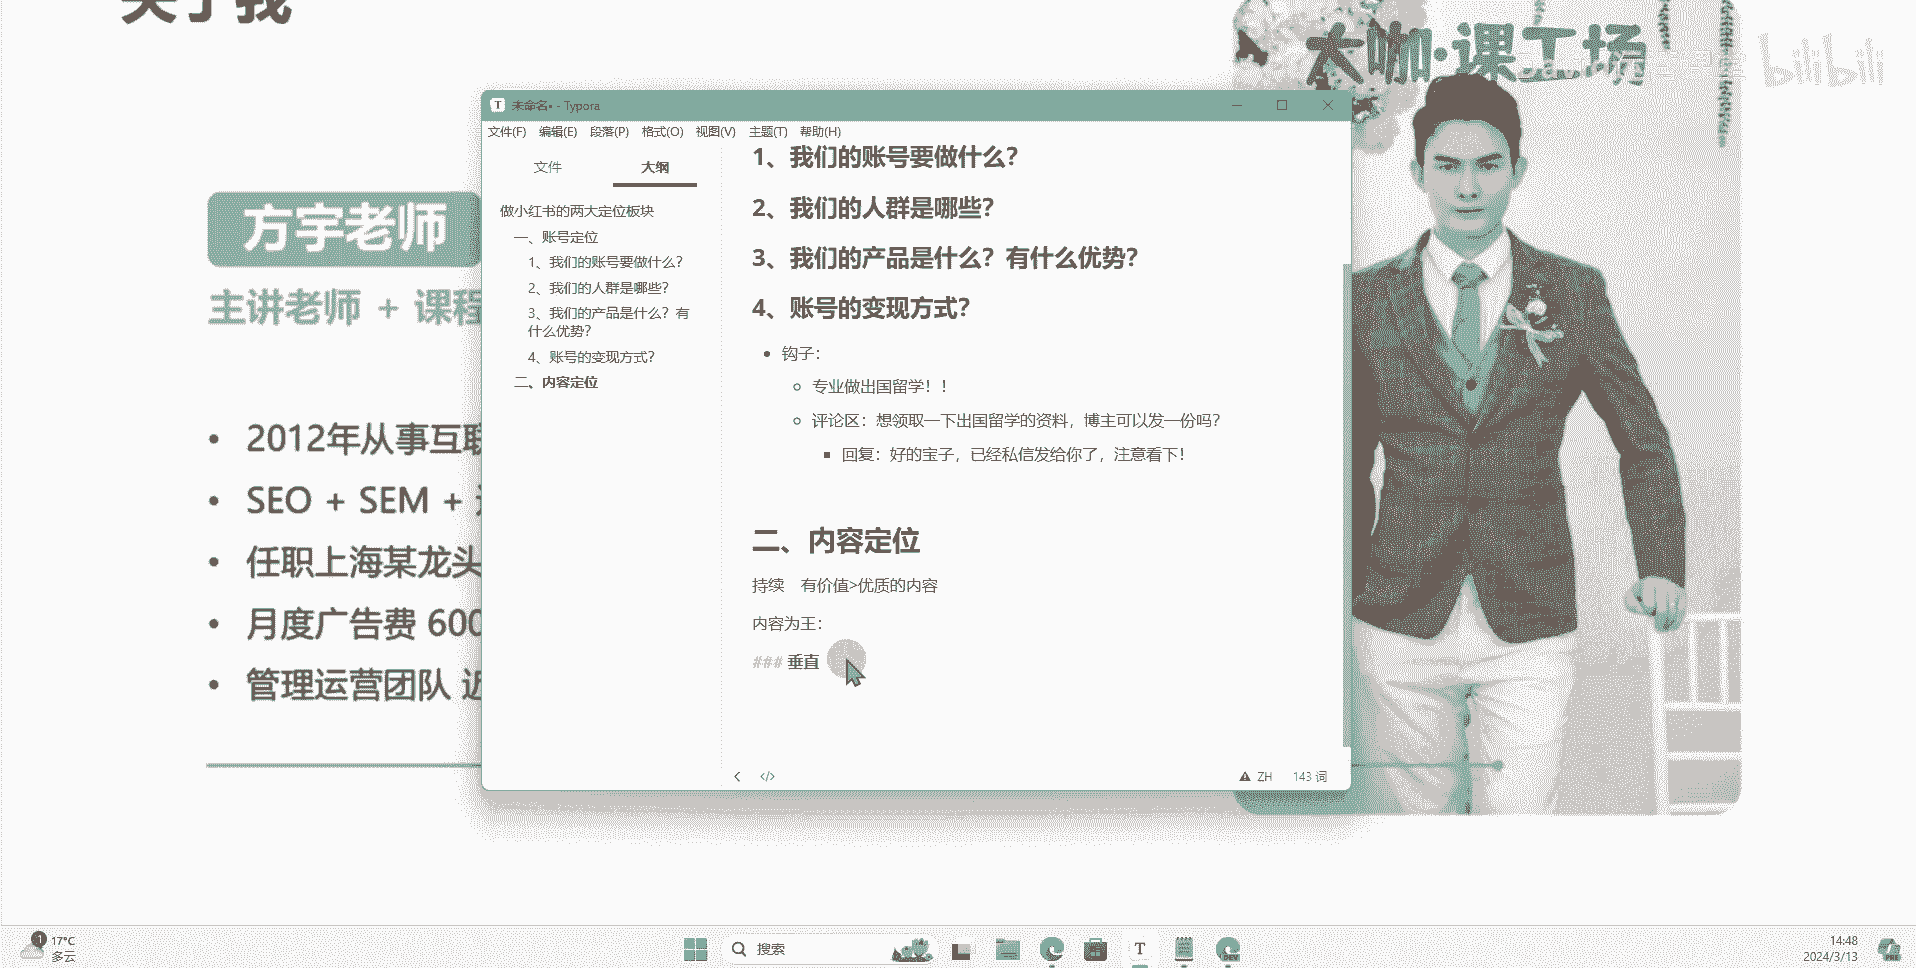 关于我
大咖·课工场
bilibili
方宇老师
主讲老师 + 课程
• 2012年从事互联
• SEO + SEM +
• 任职上海某龙头
• 月度广告费 600
• 管理运营团队 近
未命名• - Typora
文件(F) 编辑(E) 段落(P) 格式(O) 视图(V) 主题(T) 帮助(H)
文件 大纲
做小红书的两大定位板块
一、账号定位
1、我们的账号要做什么？
2、我们的人群是哪些？
3、我们的产品是什么？有
什么优势？
4、账号的变现方式？
二、内容定位
1、我们的账号要做什么？
2、我们的人群是哪些？
3、我们的产品是什么？有什么优势？
4、账号的变现方式？
• 钩子：
专业做出国留学！！
评论区：想领取一下出国留学的资料，博主可以发一份吗？
回复：好的宝子，已经私信发给你了，注意看下！
二、内容定位
持续 有价值>优质的内容
内容为王：
### 垂直
ZH 143 词
1 17°C
多云
搜索
14:48
2024/3/13